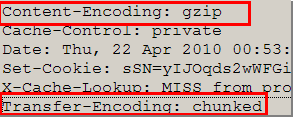 Content-Encoding: gzip
Cache-Control: private
Date: Thu, 22 Apr 2010 00:53:
Set-Cookie: sSN=yIJOqds2wWFGi
X-Cache-Lookup: MISS from pro
Transfer-Encoding: chunked